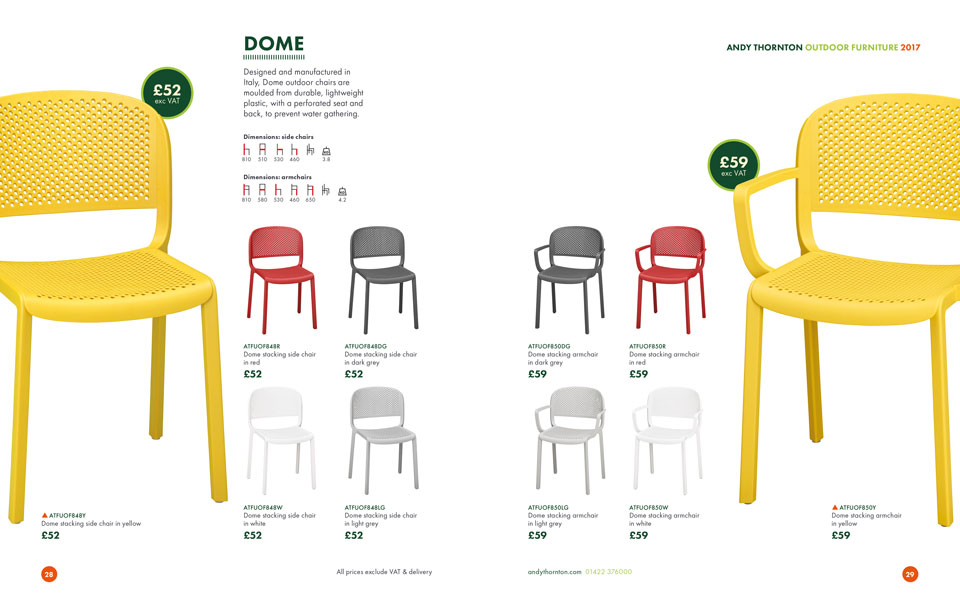 DOME
ANDY THORNTON OUTDOOR FURNITURE 2017
£52
exc VAT
Designed and manufactured in
Italy, Dome outdoor chairs are
moulded from durable, lightweight
plastic, with a perforated seat and
back, to prevent water gathering.
Dimensions: side chairs
810 510 530 460 3.8
Dimensions: armchairs
810 580 530 460 650 4.2
£59
exc VAT
ATFUOF848R
Dome stacking side chair
in red
£52
ATFUOF848DG
Dome stacking side chair
in dark grey
£52
ATFUOF850DG
Dome stacking armchair
in dark grey
£59
ATFUOF850R
Dome stacking armchair
in red
£59
ATFUOF848Y
Dome stacking side chair in yellow
£52
ATFUOF848W
Dome stacking side chair
in white
£52
ATFUOF848LG
Dome stacking side chair
in light grey
£52
ATFUOF850LG
Dome stacking armchair
in light grey
£59
ATFUOF850W
Dome stacking armchair
in white
£59
ATFUOF850Y
Dome stacking armchair
in yellow
£59
28
All prices exclude VAT & delivery
andythornton.com 01422 376000
29